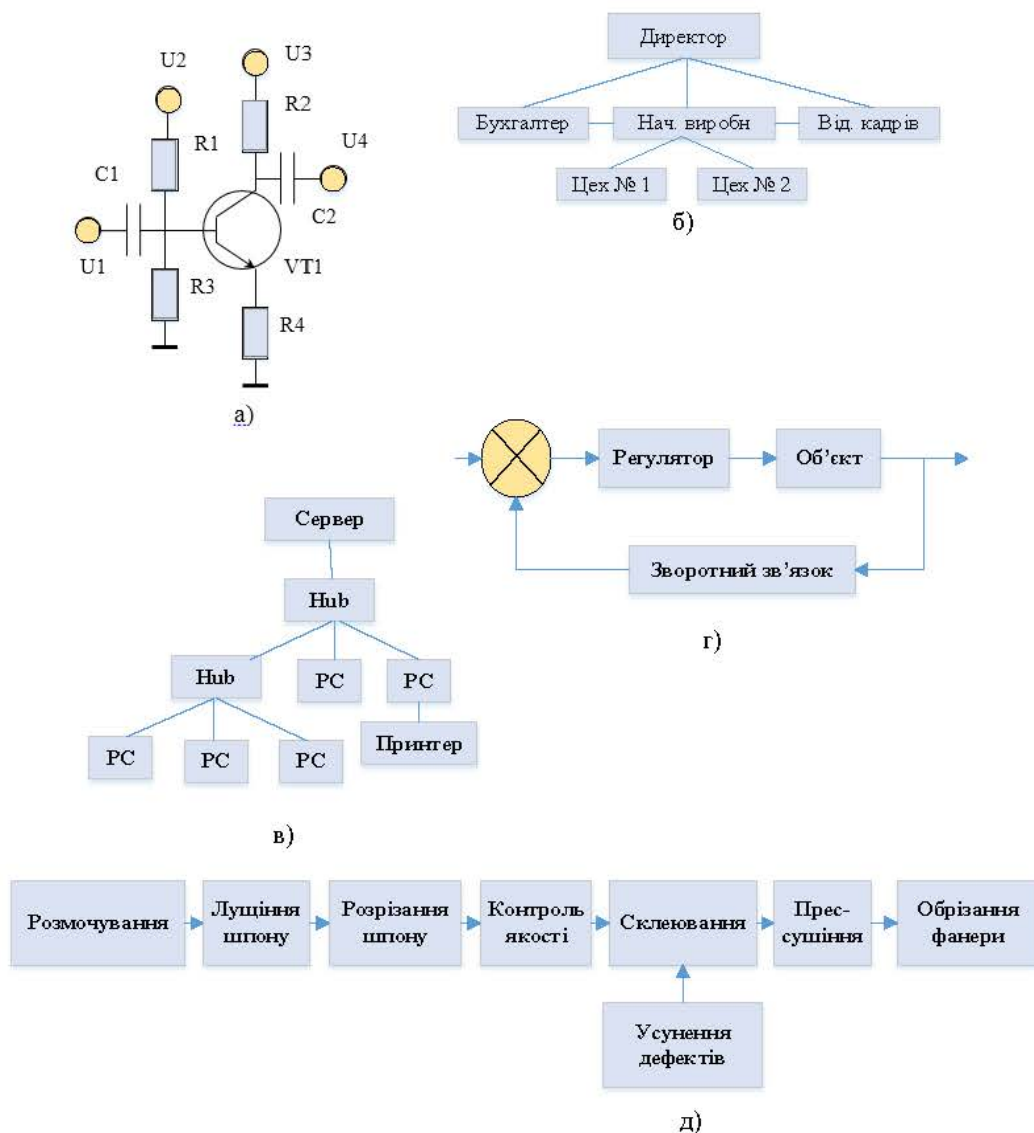 U2
U3
R2
R1
U4
C1
C2
U1
VT1
R3
R4
а)
Директор
Бухгалтер
Нач. виробн
Від. кадрів
Цех № 1
Цех № 2
б)
Регулятор
Об’єкт
Зворотний зв’язок
г)
Сервер
Hub
Hub
PC
PC
Принтер
PC
PC
PC
в)
Розмочування
Лущіння
шпону
Розрізання
шпону
Контроль
якості
Склеювання
Прес-
сушіння
Обрізання
фанери
Усунення
дефектів
д)